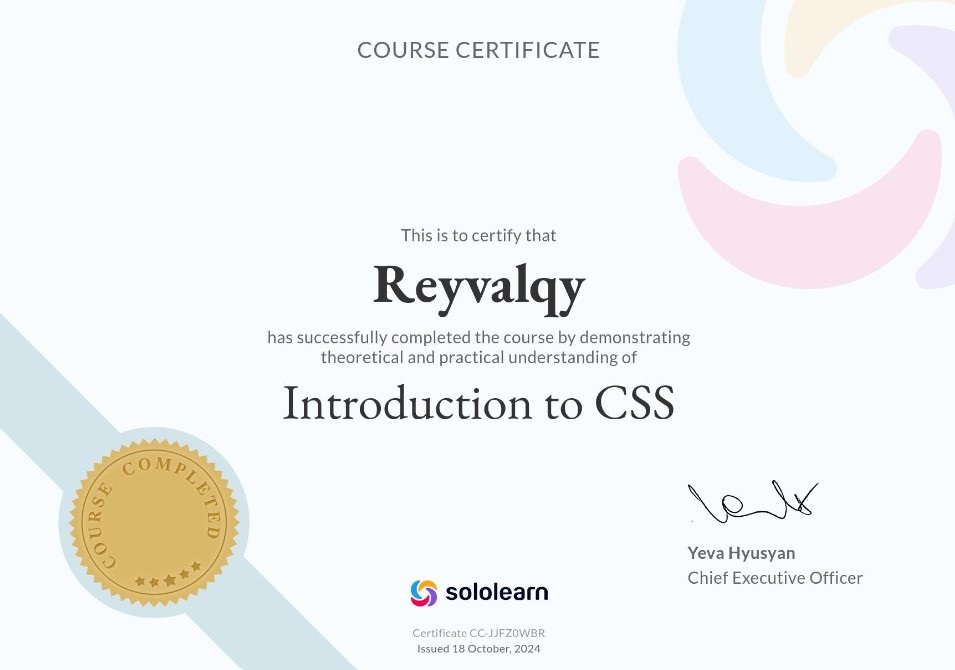 COURSE CERTIFICATE
This is to certify that
Reyvalqy
has successfully completed the course by demonstrating
theoretical and practical understanding of
Introduction to CSS
COURSE COMPLETED
Yeva Hyusyan
Chief Executive Officer
sololearn
Certificate CC-JJFZ0WBR
Issued 18 October, 2024